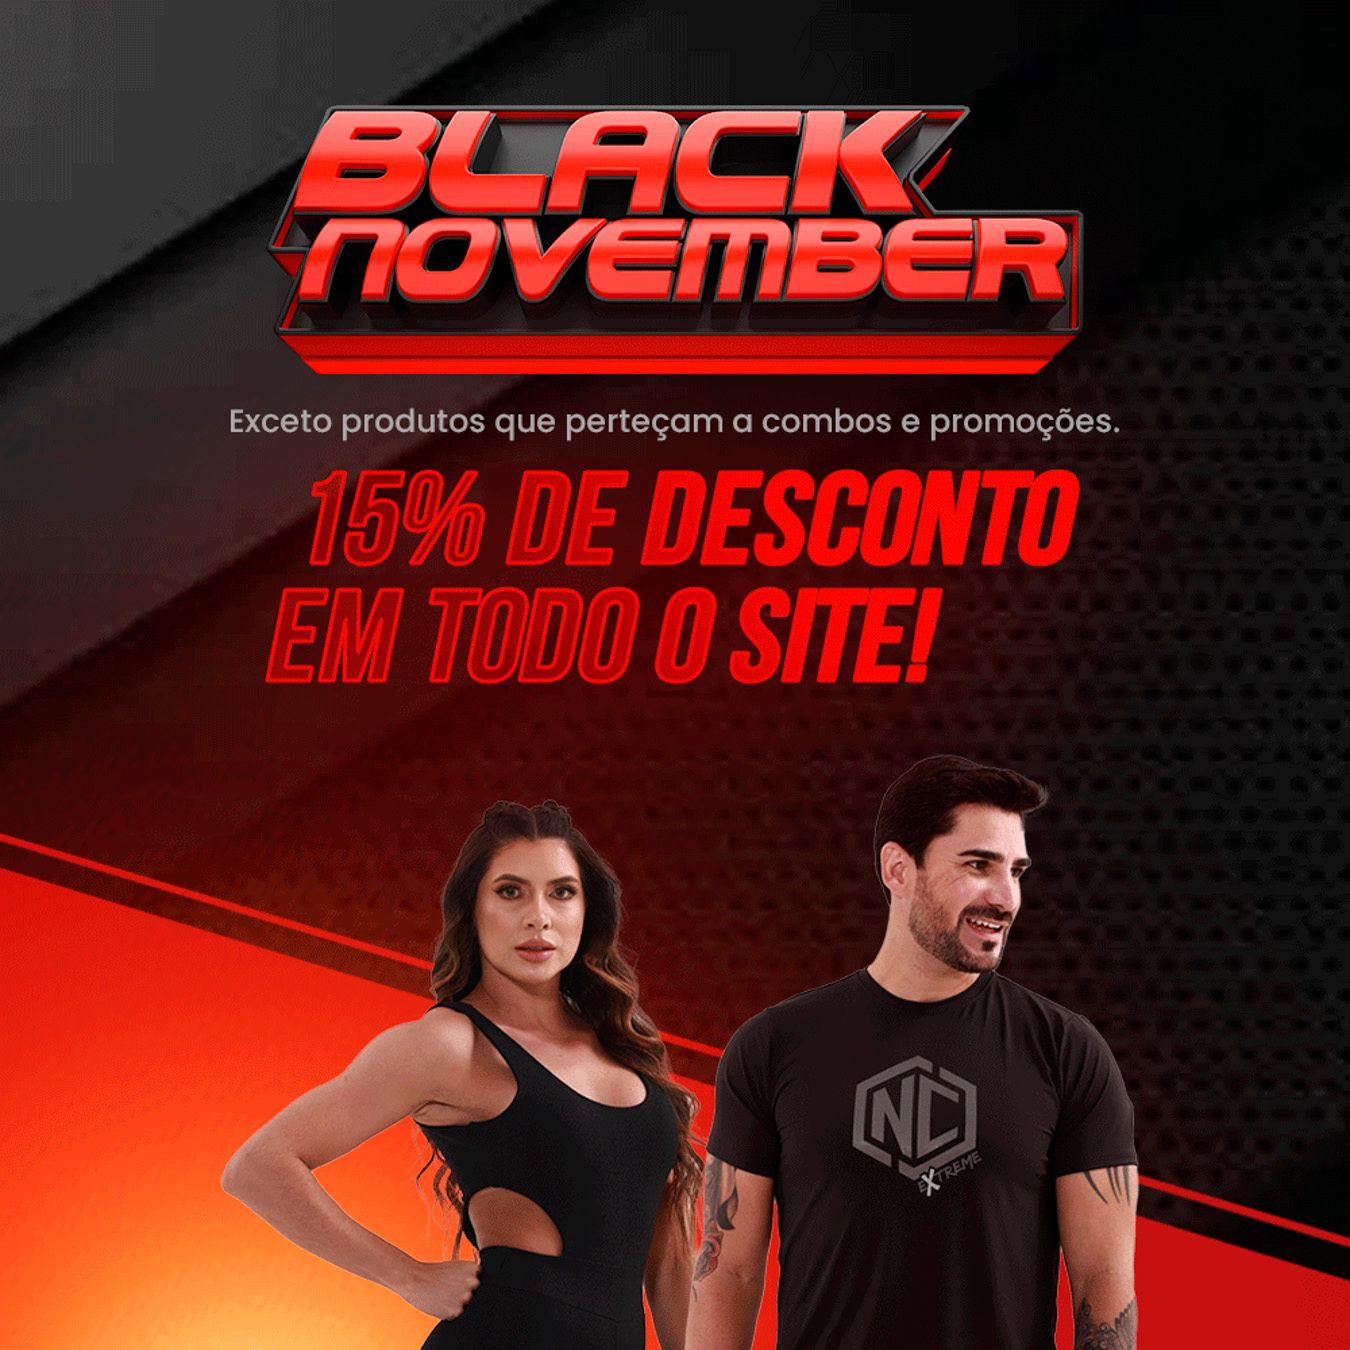 BLACK
NOVEMBER
Exceto produtos que perteçam a combos e promoções.
15% DE DESCONTO
EM TODO O SITE!
NC
EXTREME